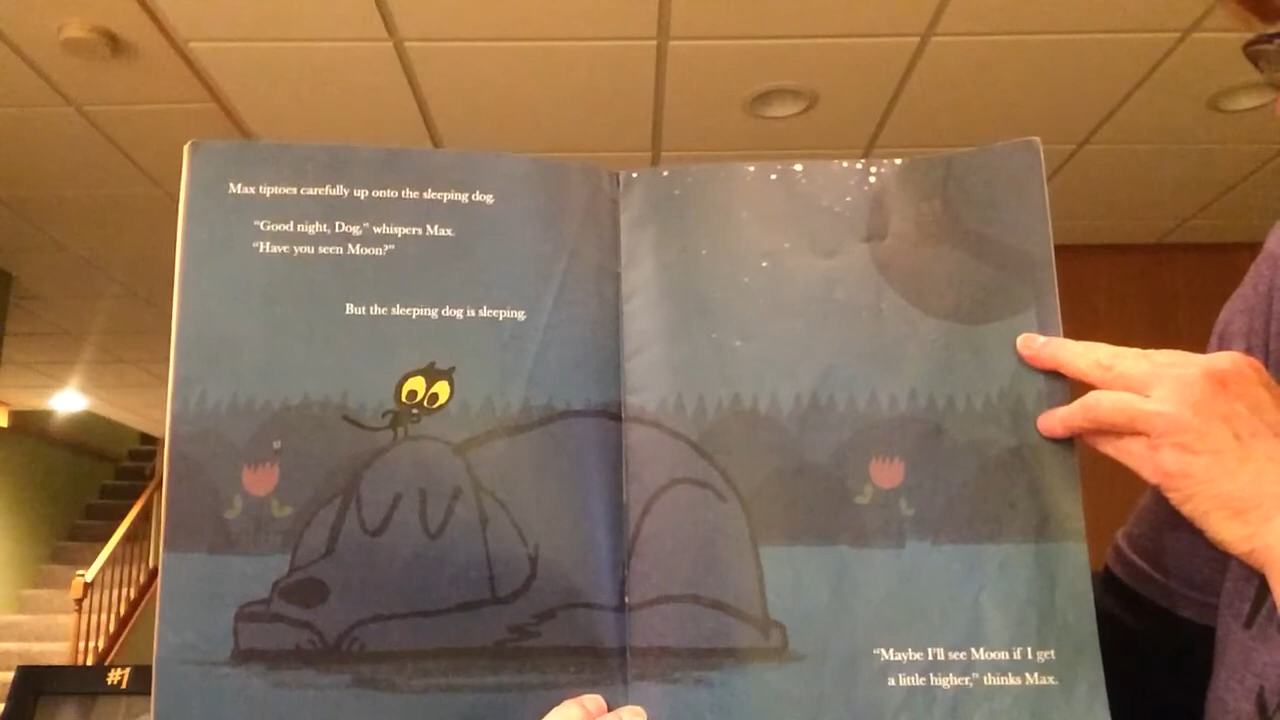 Max tiptoes carefully up onto the sleeping dog.
"Good night, Dog," whispers Max.
"Have you seen Moon?"
But the sleeping dog is sleeping.
"Maybe I'll see Moon if I get
a little higher," thinks Max.
#1